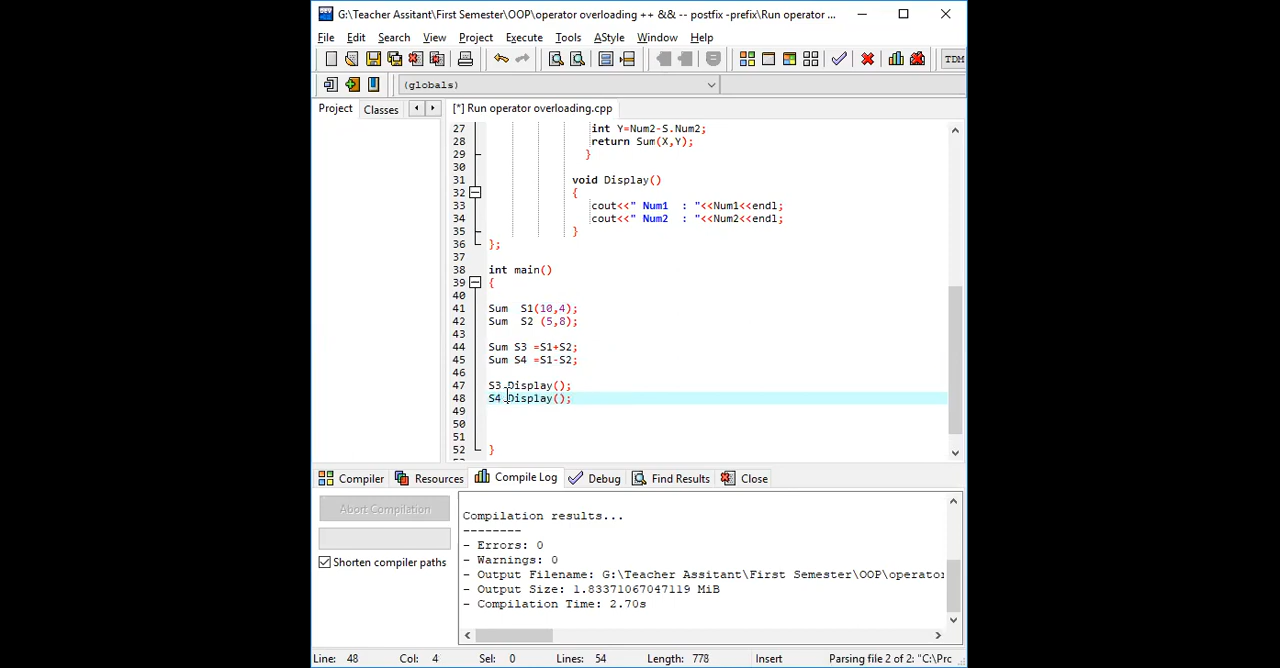 G:\Teacher Assitant\First Semester\OOP\operator overloading ++ && -- postfix -prefix\Run operator ...
File Edit Search View Project Execute Tools AStyle Window Help
TDM
(globals)
Project Classes
[*] Run operator overloading.cpp
27 int Y=Num2-S.Num2;
28 return Sum(X,Y);
29 }
30
31 void Display()
32 {
33 cout<<" Num1  : "<<Num1<<endl;
34 cout<<" Num2  : "<<Num2<<endl;
35 }
36 };
37
38 int main()
39 {
40
41 Sum  S1(10,4);
42 Sum  S2 (5,8);
43
44 Sum S3 =S1+S2;
45 Sum S4 =S1-S2;
46
47 S3.Display();
48 S4.Display();
49
50
51
52 }
Compiler Resources Compile Log Debug Find Results Close
Abort Compilation
Shorten compiler paths
Compilation results...
--------
- Errors: 0
- Warnings: 0
- Output Filename: G:\Teacher Assitant\First Semester\OOP\operator
- Output Size: 1.83371067047119 MiB
- Compilation Time: 2.70s
Line: 48 Col: 4 Sel: 0 Lines: 54 Length: 778 Insert Parsing file 2 of 2: "C:\Prc